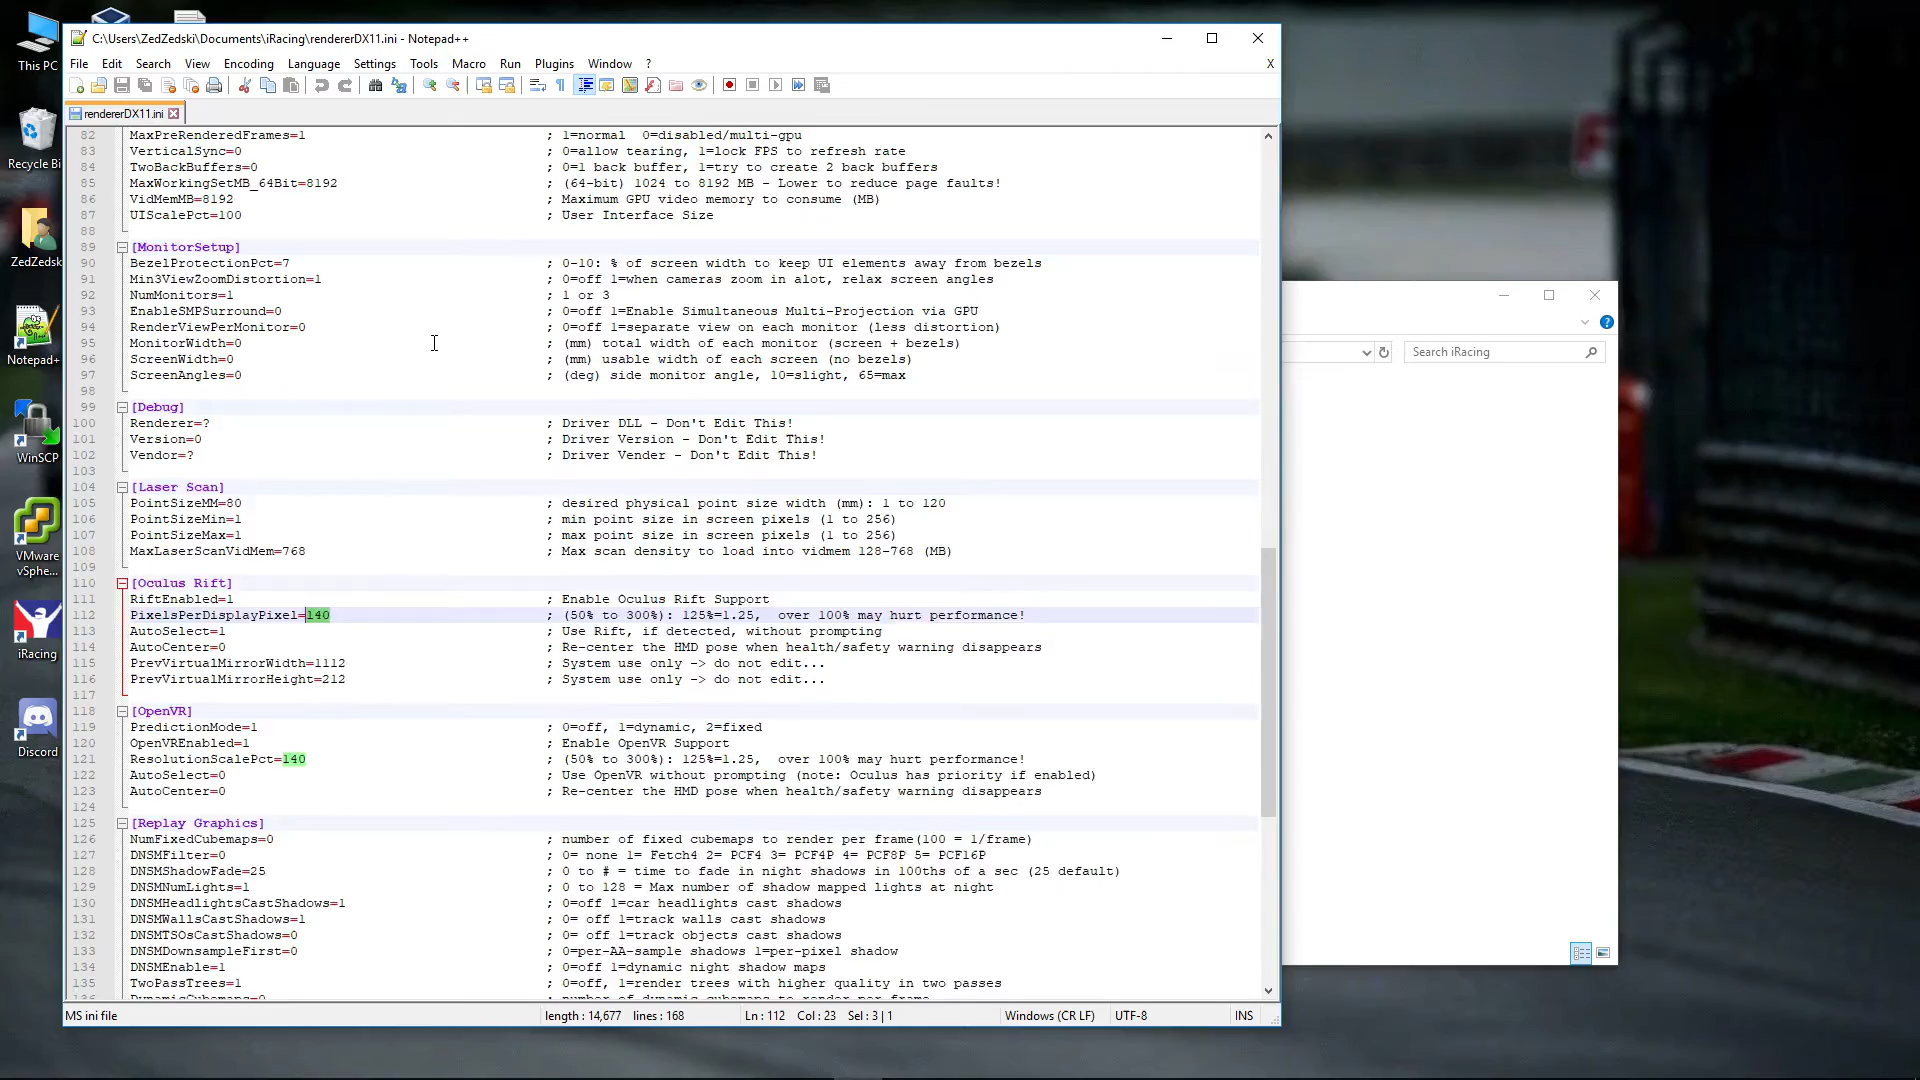 This PC
Recycle Bi
ZedZedsk
Notepad+
WinSCP
VMware
vSphe...
iRacing
Discord
C:\Users\ZedZedski\Documents\iRacing\rendererDX11.ini - Notepad++
File Edit Search View Encoding Language Settings Tools Macro Run Plugins Window ? X
rendererDX11.ini
82 MaxPreRenderedFrames=1 ; 1=normal 0=disabled/multi-gpu
83 VerticalSync=0 ; 0=allow tearing, 1=lock FPS to refresh rate
84 TwoBackBuffers=0 ; 0=1 back buffer, 1=try to create 2 back buffers
85 MaxWorkingSetMB_64Bit=8192 ; (64-bit) 1024 to 8192 MB - Lower to reduce page faults!
86 VidMemMB=8192 ; Maximum GPU video memory to consume (MB)
87 UIScalePct=100 ; User Interface Size
88
89 [MonitorSetup]
90 BezelProtectionPct=7 ; 0-10: % of screen width to keep UI elements away from bezels
91 Min3ViewZoomDistortion=1 ; 0=off 1=when cameras zoom in alot, relax screen angles
92 NumMonitors=1 ; 1 or 3
93 EnableSMPSurround=0 ; 0=off 1=Enable Simultaneous Multi-Projection via GPU
94 RenderViewPerMonitor=0 ; 0=off 1=separate view on each monitor (less distortion)
95 MonitorWidth=0 ; (mm) total width of each monitor (screen + bezels)
96 ScreenWidth=0 ; (mm) usable width of each screen (no bezels)
97 ScreenAngles=0 ; (deg) side monitor angle, 10=slight, 65=max
98
99 [Debug]
100 Renderer=? ; Driver DLL - Don't Edit This!
101 Version=0 ; Driver Version - Don't Edit This!
102 Vendor=? ; Driver Vender - Don't Edit This!
103
104 [Laser Scan]
105 PointSizeMM=80 ; desired physical point size width (mm): 1 to 120
106 PointSizeMin=1 ; min point size in screen pixels (1 to 256)
107 PointSizeMax=1 ; max point size in screen pixels (1 to 256)
108 MaxLaserScanVidMem=768 ; Max scan density to load into vidmem 128-768 (MB)
109
110 [Oculus Rift]
111 RiftEnabled=1 ; Enable Oculus Rift Support
112 PixelsPerDisplayPixel=140 ; (50% to 300%): 125%=1.25, over 100% may hurt performance!
113 AutoSelect=1 ; Use Rift, if detected, without prompting
114 AutoCenter=0 ; Re-center the HMD pose when health/safety warning disappears
115 PrevVirtualMirrorWidth=1112 ; System use only -> do not edit...
116 PrevVirtualMirrorHeight=212 ; System use only -> do not edit...
117
118 [OpenVR]
119 PredictionMode=1 ; 0=off, 1=dynamic, 2=fixed
120 OpenVREnabled=1 ; Enable OpenVR Support
121 ResolutionScalePct=140 ; (50% to 300%): 125%=1.25, over 100% may hurt performance!
122 AutoSelect=0 ; Use OpenVR without prompting (note: Oculus has priority if enabled)
123 AutoCenter=0 ; Re-center the HMD pose when health/safety warning disappears
124
125 [Replay Graphics]
126 NumFixedCubemaps=0 ; number of fixed cubemaps to render per frame(100 = 1/frame)
127 DNSMFilter=0 ; 0= none 1= Fetch4 2= PCF4 3= PCF4P 4= PCF8P 5= PCF16P
128 DNSMShadowFade=25 ; 0 to # = time to fade in night shadows in 100ths of a sec (25 default)
129 DNSMNumLights=1 ; 0 to 128 = Max number of shadow mapped lights at night
130 DNSMHeadlightsCastShadows=1 ; 0=off 1=car headlights cast shadows
131 DNSMWallsCastShadows=1 ; 0= off 1=track walls cast shadows
132 DNSMTSOsCastShadows=0 ; 0= off 1=track objects cast shadows
133 DNSMDownsampleFirst=0 ; 0=per-AA-sample shadows 1=per-pixel shadow
134 DNSMEnable=1 ; 0=off 1=dynamic night shadow maps
135 TwoPassTrees=1 ; 0=off, 1=render trees with higher quality in two passes
136 DynamicCubemaps=0 ; number of dynamic cubemaps to render per frame
MS ini file length : 14,677 lines : 168 Ln : 112 Col : 23 Sel : 3 | 1 Windows (CR LF) UTF-8 INS
Search iRacing